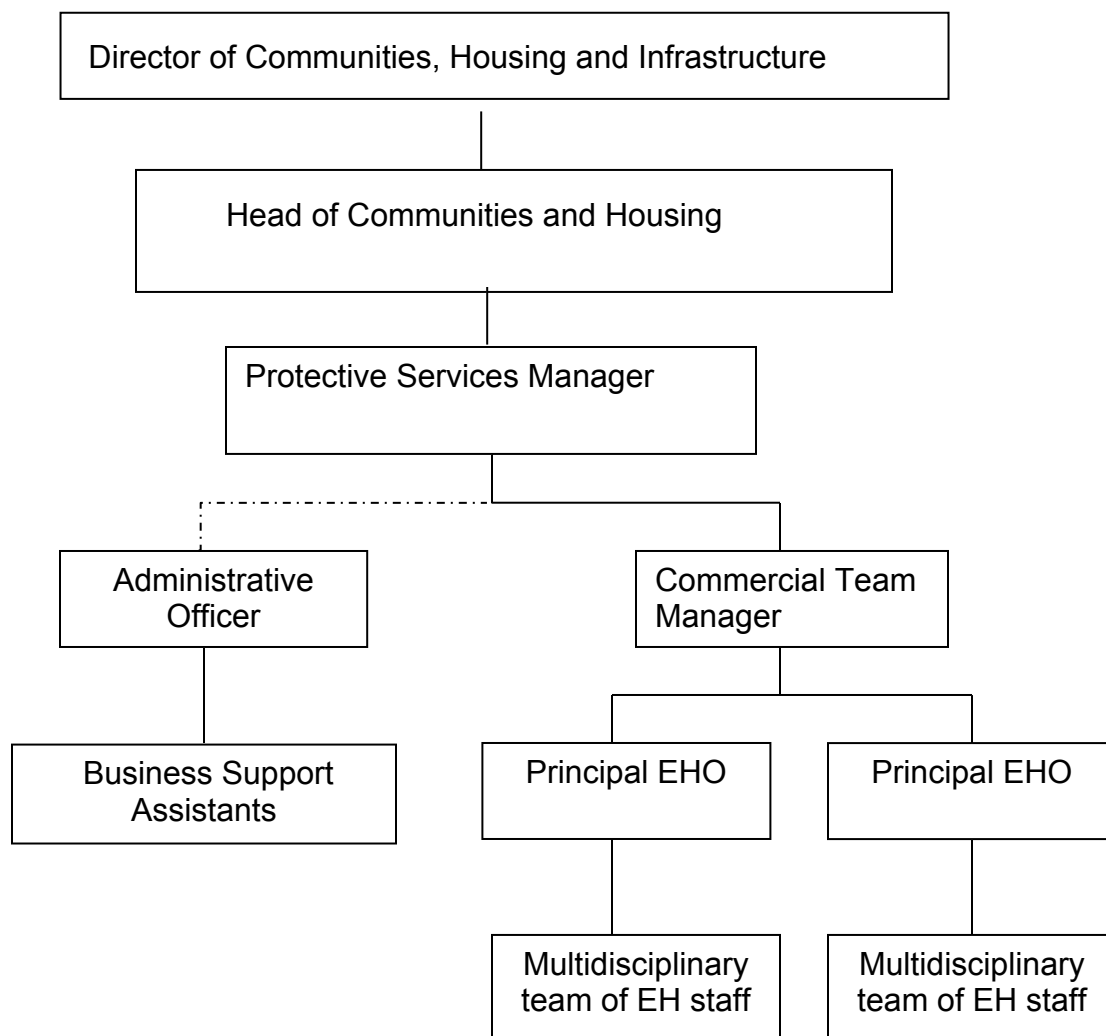 Director of Communities, Housing and Infrastructure
Head of Communities and Housing
Protective Services Manager
Administrative
Officer
Commercial Team
Manager
Business Support
Assistants
Principal EHO
Principal EHO
Multidisciplinary
team of EH staff
Multidisciplinary
team of EH staff